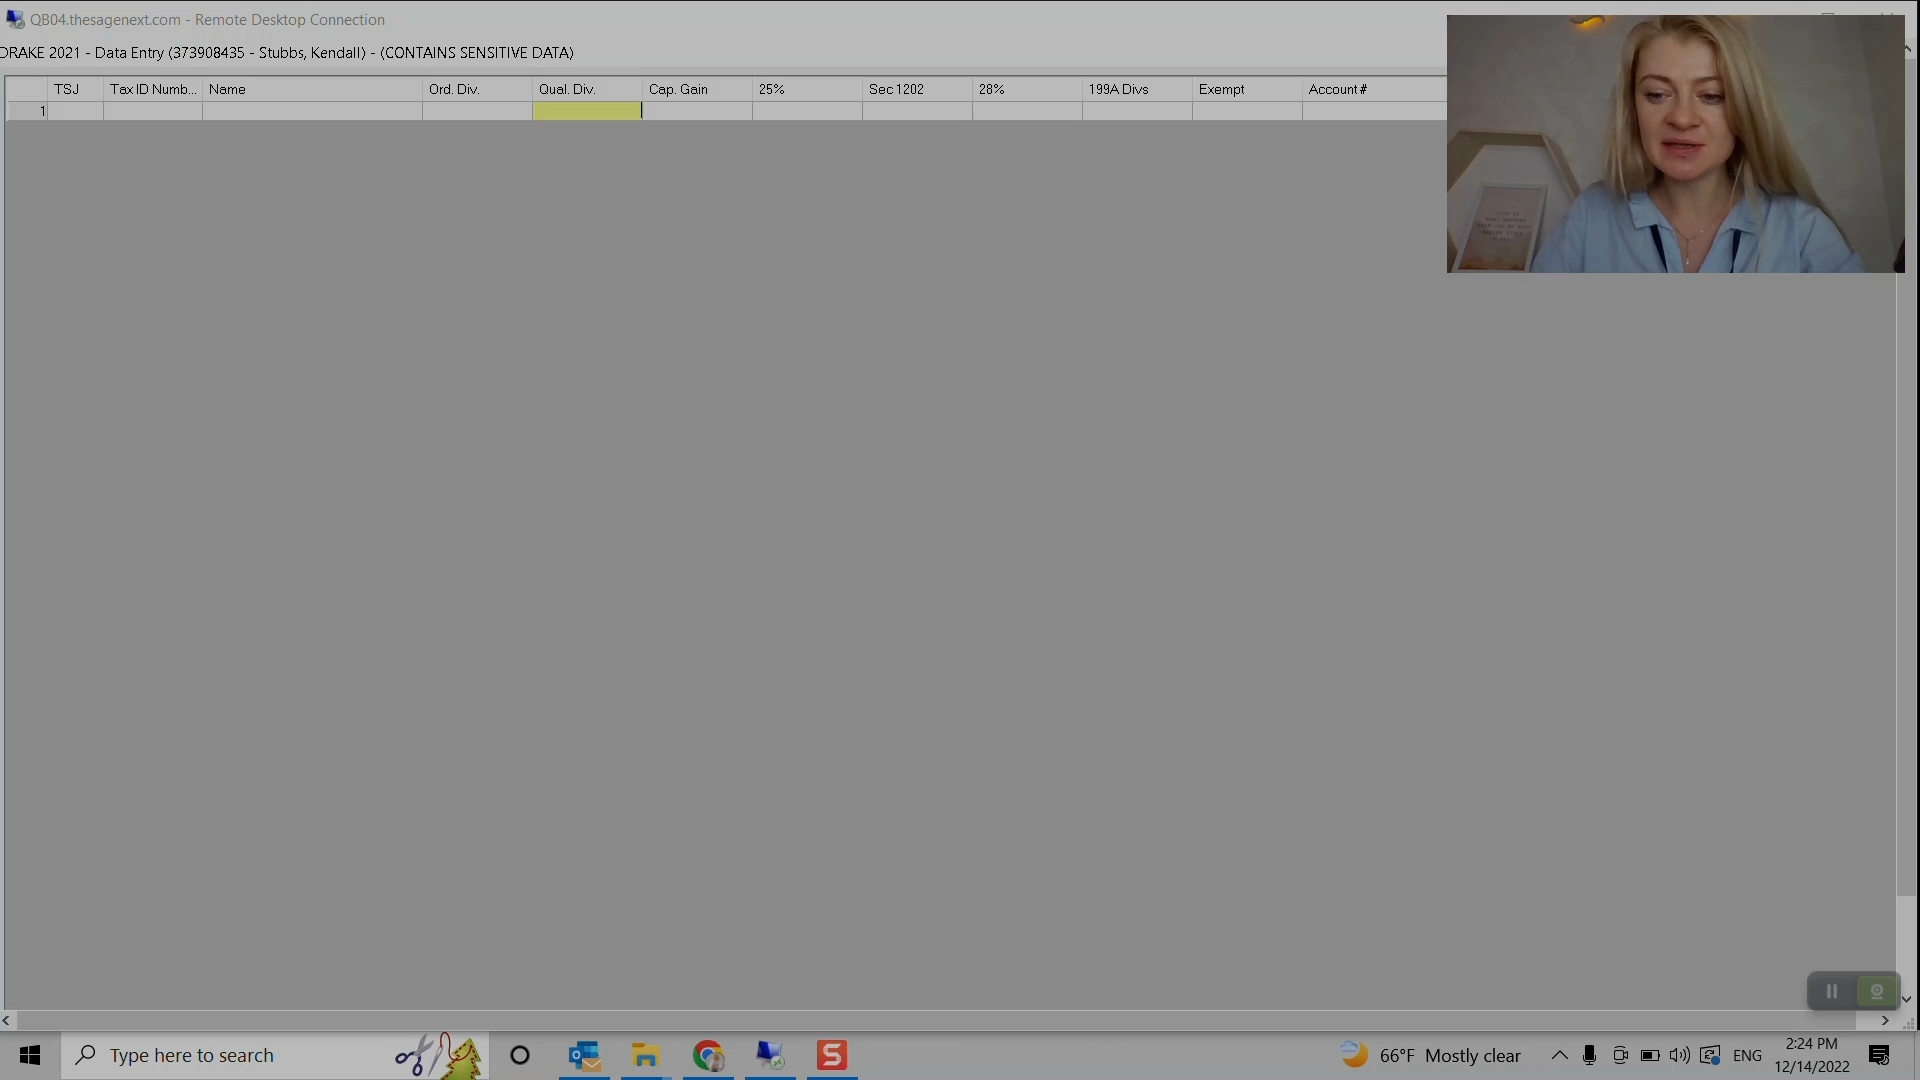 QB04.thesagenext.com - Remote Desktop Connection
DRAKE 2021 - Data Entry (373908435 - Stubbs, Kendall) - (CONTAINS SENSITIVE DATA)
TSJ Tax ID Numb... Name Ord. Div. Qual. Div. Cap. Gain 25% Sec 1202 28% 199A Divs Exempt Account #
1
Type here to search
66°F Mostly clear
ENG
2:24 PM
12/14/2022